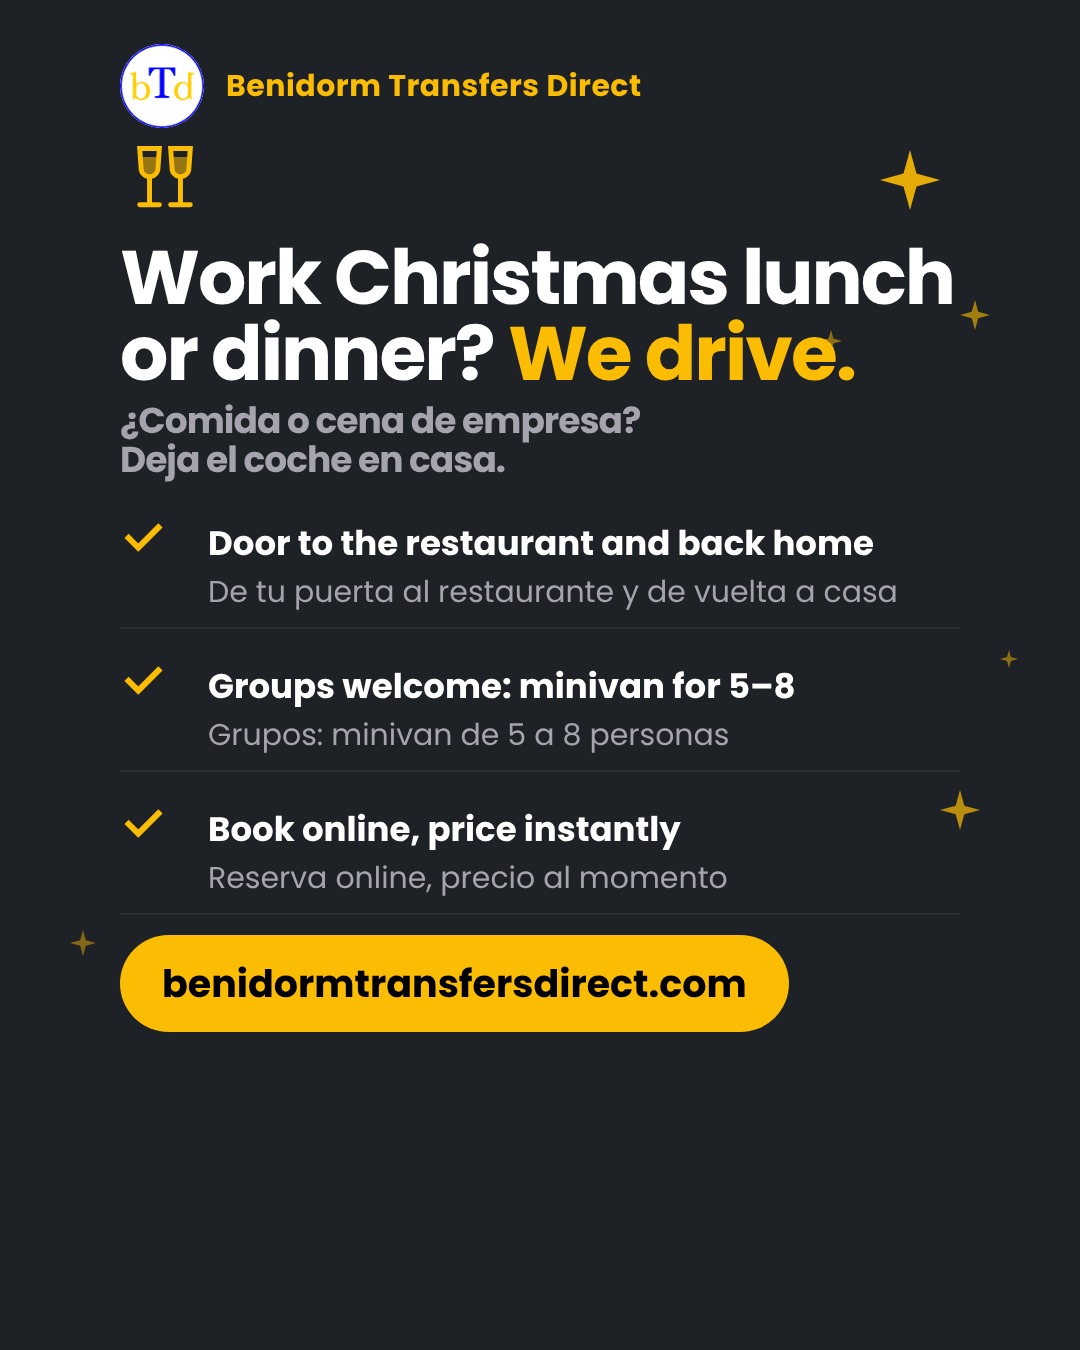 bTd
Benidorm Transfers Direct
Work Christmas lunch
or dinner? We drive.
¿Comida o cena de empresa?
Deja el coche en casa.
Door to the restaurant and back home
De tu puerta al restaurante y de vuelta a casa
Groups welcome: minivan for 5–8
Grupos: minivan de 5 a 8 personas
Book online, price instantly
Reserva online, precio al momento
benidormtransfersdirect.com